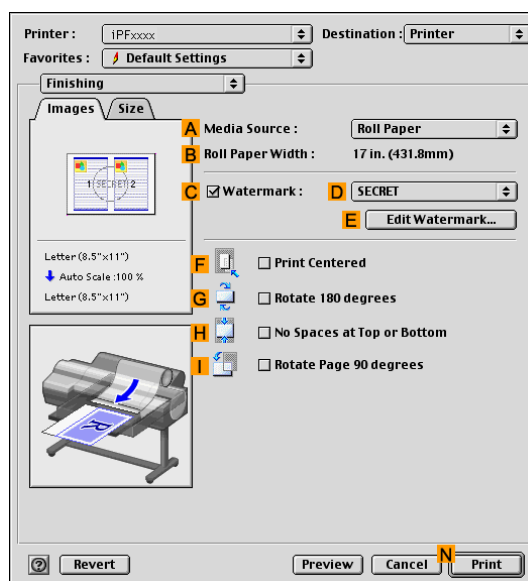 Printer : iPFxxxx Destination : Printer
Favorites : Default Settings
Finishing
Images Size
A Media Source : Roll Paper
B Roll Paper Width : 17 in. (431.8mm)
1 SECRET 2
C Watermark : D SECRET
E Edit Watermark...
Letter (8.5"x11")
Auto Scale :100 %
Letter (8.5"x11")
F Print Centered
G Rotate 180 degrees
H No Spaces at Top or Bottom
I Rotate Page 90 degrees
R
N
? Revert Preview Cancel Print